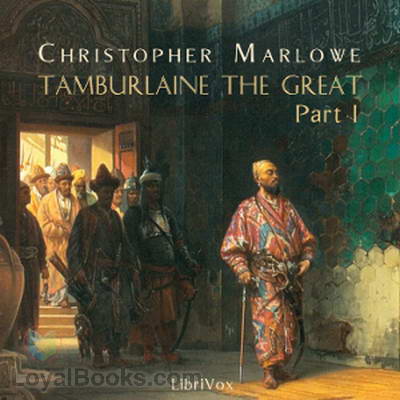 CHRISTOPHER MARLOWE
TAMBURLAINE THE GREAT
Part I
LoyalBooks.com
LibriVox